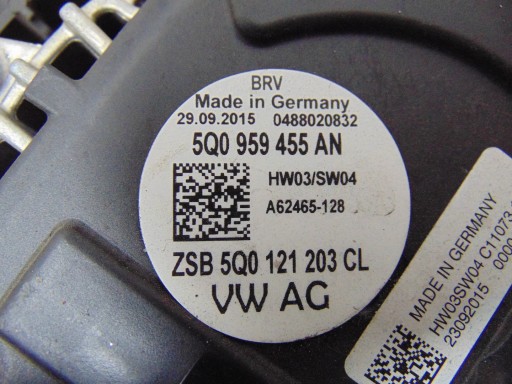 BRV
Made in Germany
29.09.2015 0488020832
5Q0 959 455 AN
HW03/SW04
A62465-128
ZSB 5Q0 121 203 CL
VW AG
MADE IN GERMANY
HW03SW04 C11073
23092015